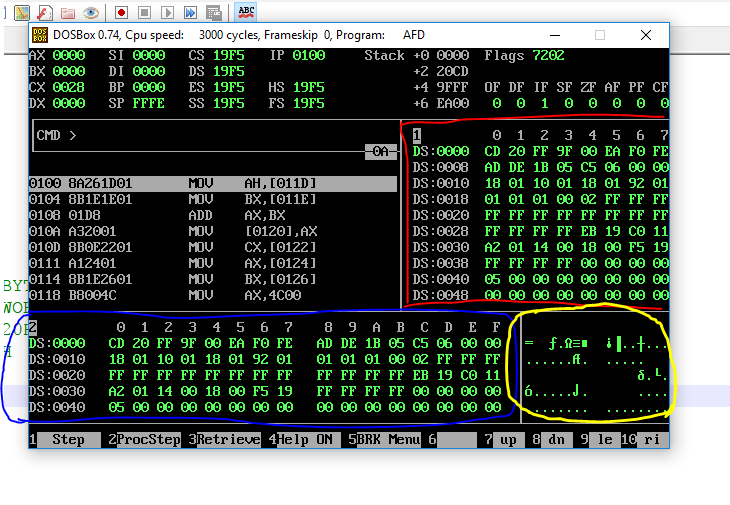 ABC
DOSBox 0.74, Cpu speed: 3000 cycles, Frameskip 0, Program: AFD
AX 0000 SI 0000 CS 19F5 IP 0100 Stack +0 0000 Flags 7202
BX 0000 DI 0000 DS 19F5 +2 20CD
CX 0028 BP 0000 ES 19F5 HS 19F5 +4 9FFF OF DF IF SF ZF AF PF CF
DX 0000 SP FFFE SS 19F5 FS 19F5 +6 EA00 0 0 1 0 0 0 0 0
CMD >
0A
0100 8A261D01 MOV AH,[011D]
0104 8B1E1E01 MOV BX,[011E]
0108 01D8 ADD AX,BX
010A A32001 MOV [0120],AX
010D 8B0E2201 MOV CX,[0122]
0111 A12401 MOV AX,[0124]
0114 8B1E2601 MOV BX,[0126]
0118 B8004C MOV AX,4C00
1 0 1 2 3 4 5 6 7
DS:0000 CD 20 FF 9F 00 EA F0 FE
DS:0008 AD DE 1B 05 C5 06 00 00
DS:0010 18 01 10 01 18 01 92 01
DS:0018 01 01 01 00 02 FF FF FF
DS:0020 FF FF FF FF FF FF FF FF
DS:0028 FF FF FF FF EB 19 C0 11
DS:0030 A2 01 14 00 18 00 F5 19
DS:0038 FF FF FF FF 00 00 00 00
DS:0040 05 00 00 00 00 00 00 00
DS:0048 00 00 00 00 00 00 00 00
BYT
WOR
20F
H
2 0 1 2 3 4 5 6 7 8 9 A B C D E F
DS:0000 CD 20 FF 9F 00 EA F0 FE AD DE 1B 05 C5 06 00 00
DS:0010 18 01 10 01 18 01 92 01 01 01 01 00 02 FF FF FF
DS:0020 FF FF FF FF FF FF FF FF FF FF FF FF EB 19 C0 11
DS:0030 A2 01 14 00 18 00 F5 19 FF FF FF FF 00 00 00 00
DS:0040 05 00 00 00 00 00 00 00 00 00 00 00 00 00 00 00
= ƒ.Ω≡■ ¡▐..┼...
.......Æ. .....
δ.└.
ó.....⌡. ....
........ ........
1 Step 2ProcStep 3Retrieve 4Help ON 5BRK Menu 6 7 up 8 dn 9 le 10 ri